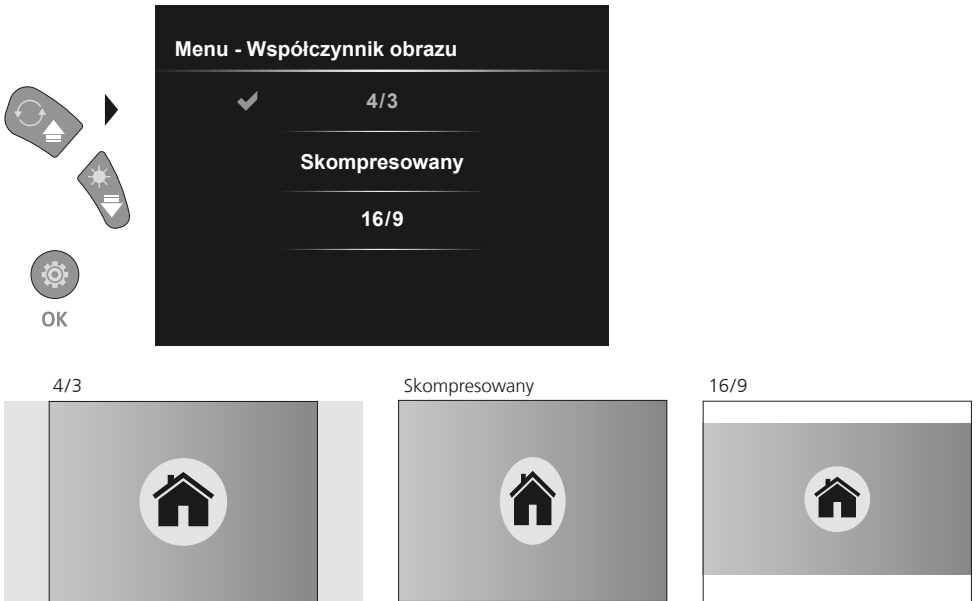 Menu - Współczynnik obrazu
4/3
Skompresowany
16/9
OK
4/3 Skompresowany 16/9